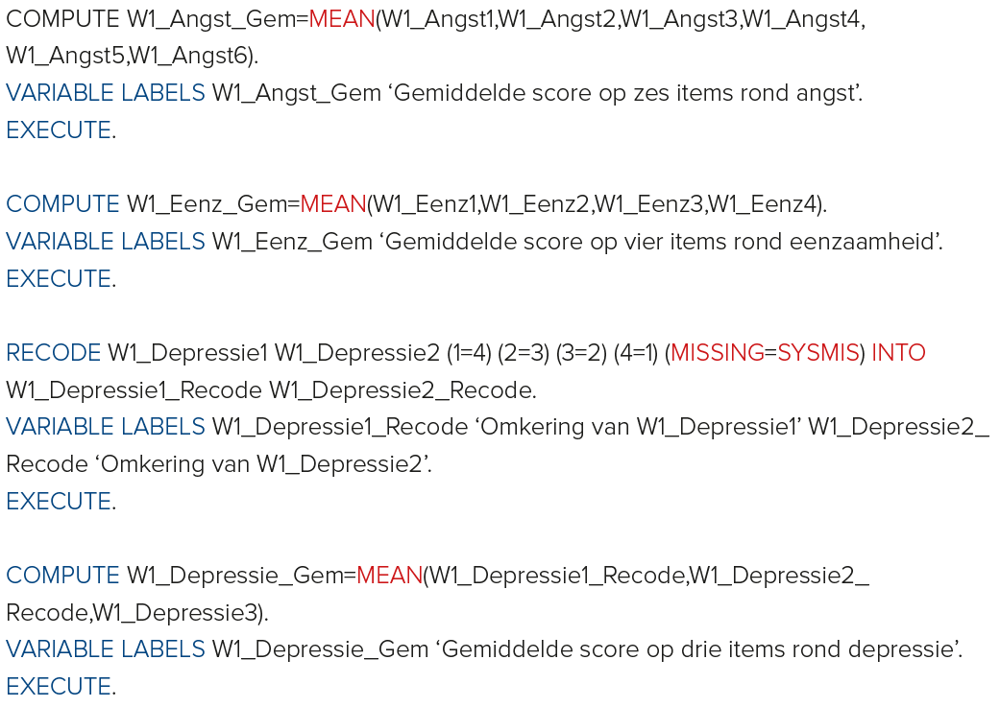 COMPUTE W1_Angst_Gem=MEAN(W1_Angst1,W1_Angst2,W1_Angst3,W1_Angst4,
W1_Angst5,W1_Angst6).
VARIABLE LABELS W1_Angst_Gem ‘Gemiddelde score op zes items rond angst’.
EXECUTE.
COMPUTE W1_Eenz_Gem=MEAN(W1_Eenz1,W1_Eenz2,W1_Eenz3,W1_Eenz4).
VARIABLE LABELS W1_Eenz_Gem ‘Gemiddelde score op vier items rond eenzaamheid’.
EXECUTE.
RECODE W1_Depressie1 W1_Depressie2 (1=4) (2=3) (3=2) (4=1) (MISSING=SYSMIS) INTO
W1_Depressie1_Recode W1_Depressie2_Recode.
VARIABLE LABELS W1_Depressie1_Recode ‘Omkering van W1_Depressie1’ W1_Depressie2_
Recode ‘Omkering van W1_Depressie2’.
EXECUTE.
COMPUTE W1_Depressie_Gem=MEAN(W1_Depressie1_Recode,W1_Depressie2_
Recode,W1_Depressie3).
VARIABLE LABELS W1_Depressie_Gem ‘Gemiddelde score op drie items rond depressie’.
EXECUTE.